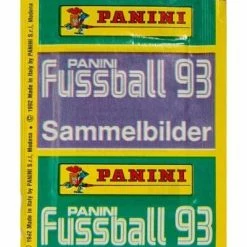 PANINI
PANINI
Fussball 93
Sammelbilder
PANINI
PANINI
Fussball 93
© 1992 Made in Italy by PANINI S.r.l., Modena
1992 Made in Italy by PANINI S.r.l.,